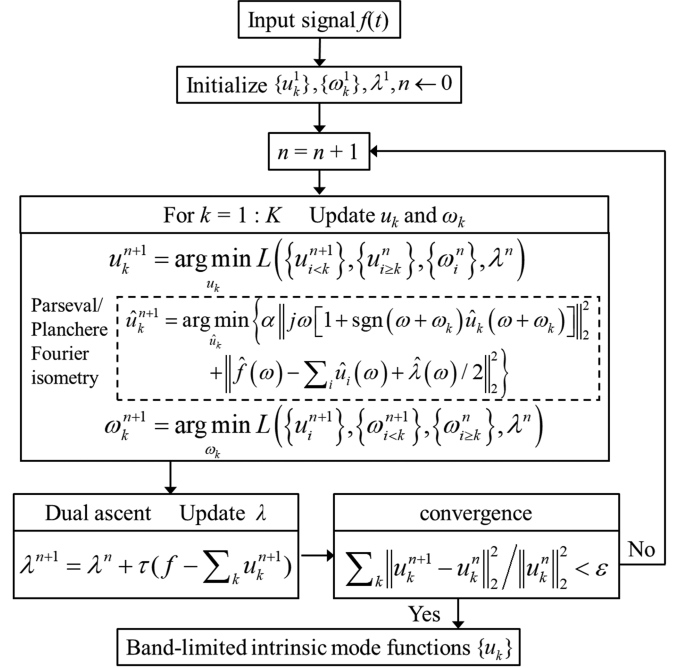 Input signal f(t)
Initialize {u_k^1},{ω_k^1},λ^1,n ← 0
n = n + 1
For k = 1 : K Update u_k and ω_k
u_k^{n+1} = arg min_{u_k} L({u_{i<k}^{n+1}},{u_{i≥k}^n},{ω_i^n},λ^n)
Parseval/
Planchere
Fourier
isometry
û_k^{n+1} = arg min_{û_k} {α‖jω[1+sgn(ω+ω_k)û_k(ω+ω_k)]‖_2^2
+‖f̂(ω)−∑_i û_i(ω)+λ̂(ω)/2‖_2^2}
ω_k^{n+1} = arg min_{ω_k} L({u_i^{n+1}},{ω_{i<k}^{n+1}},{ω_{i≥k}^n},λ^n)
Dual ascent Update λ
λ^{n+1} = λ^n + τ(f − ∑_k u_k^{n+1})
convergence
∑_k‖u_k^{n+1} − u_k^n‖_2^2/‖u_k^n‖_2^2 < ε
No
Yes
Band-limited intrinsic mode functions {u_k}